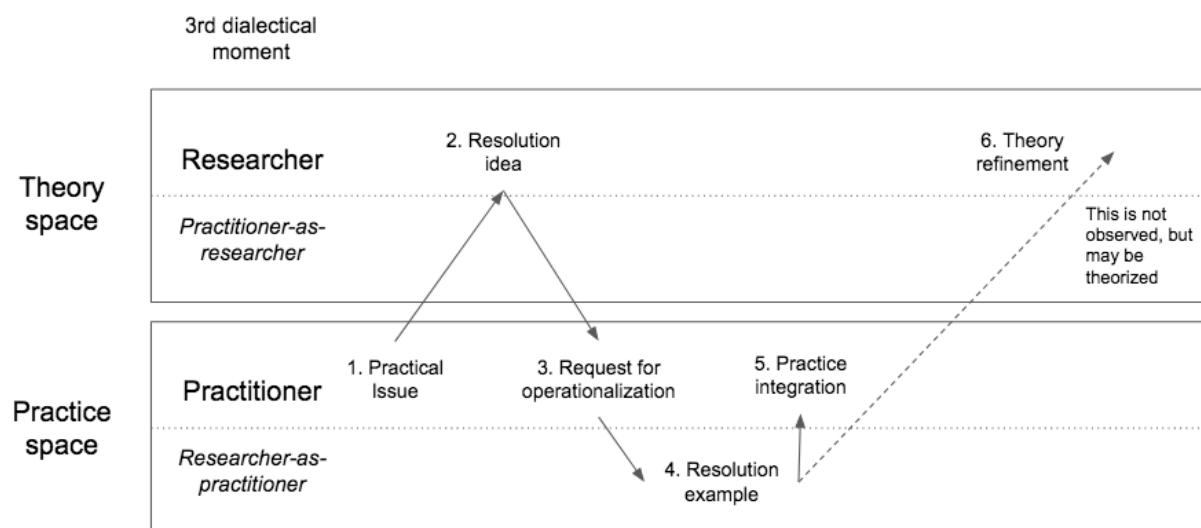 3rd dialectical
moment
Theory
space
Researcher
2. Resolution
idea
6. Theory
refinement
Practitioner-as-
researcher
This is not
observed, but
may be
theorized
Practice
space
Practitioner
1. Practical
Issue
3. Request for
operationalization
5. Practice
integration
Researcher-as-
practitioner
4. Resolution
example